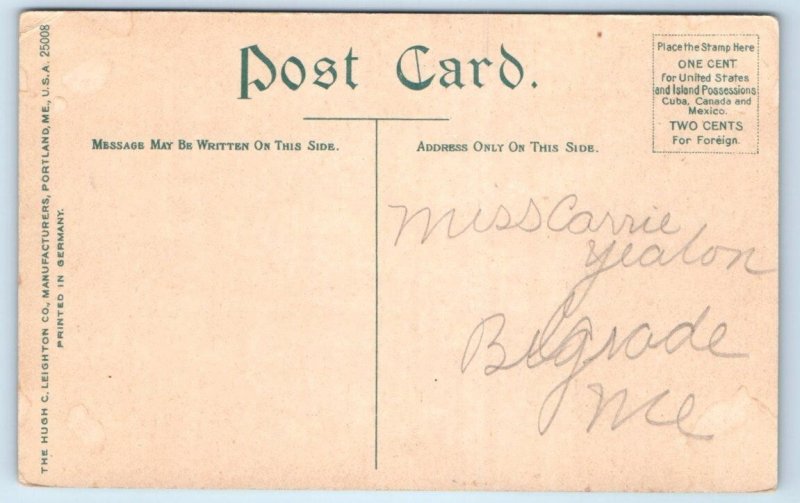 Post Card.
MESSAGE MAY BE WRITTEN ON THIS SIDE.
ADDRESS ONLY ON THIS SIDE.
Place the Stamp Here
ONE CENT
for United States
and Island Possessions
Cuba, Canada and
Mexico.
TWO CENTS
For Foreign.
Miss Carrie
Yeaton
Belgrade
Me
THE HUGH C. LEIGHTON CO., MANUFACTURERS, PORTLAND, ME., U.S.A. 25008
PRINTED IN GERMANY.